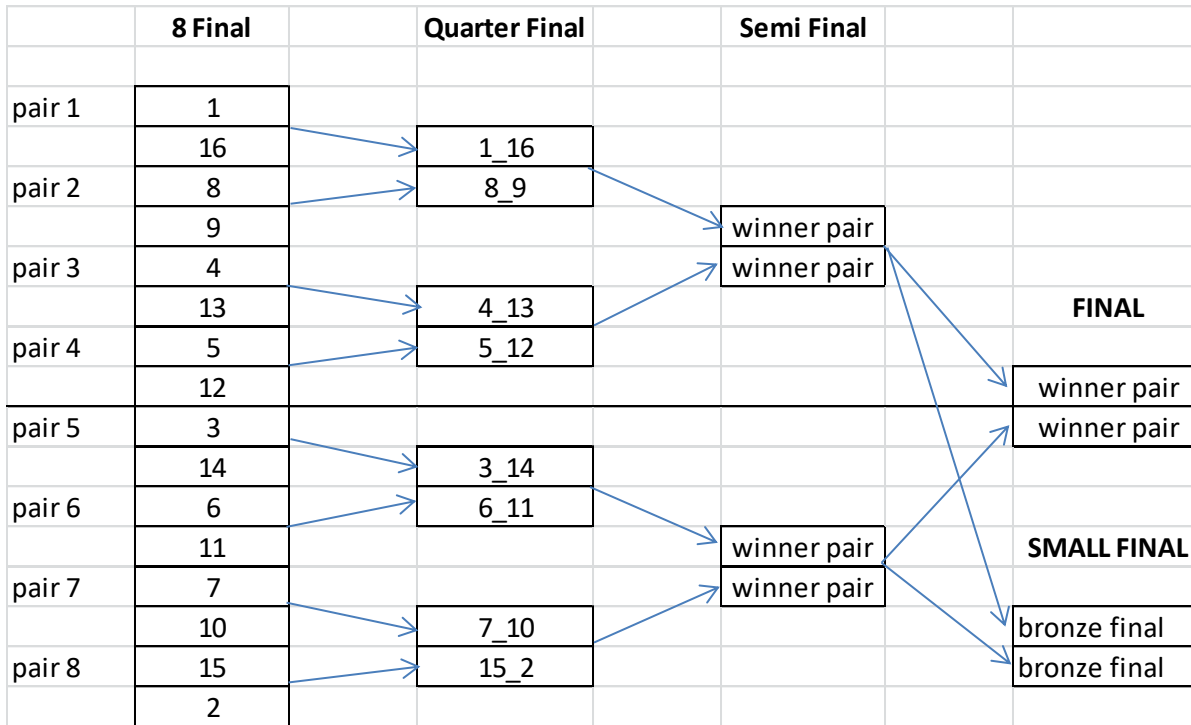 8 Final Quarter Final Semi Final
pair 1 1
16 1_16
pair 2 8 8_9
9 winner pair
pair 3 4 winner pair
13 4_13 FINAL
pair 4 5 5_12
12 winner pair
pair 5 3 winner pair
14 3_14
pair 6 6 6_11
11 winner pair SMALL FINAL
pair 7 7 winner pair
10 7_10 bronze final
pair 8 15 15_2 bronze final
2